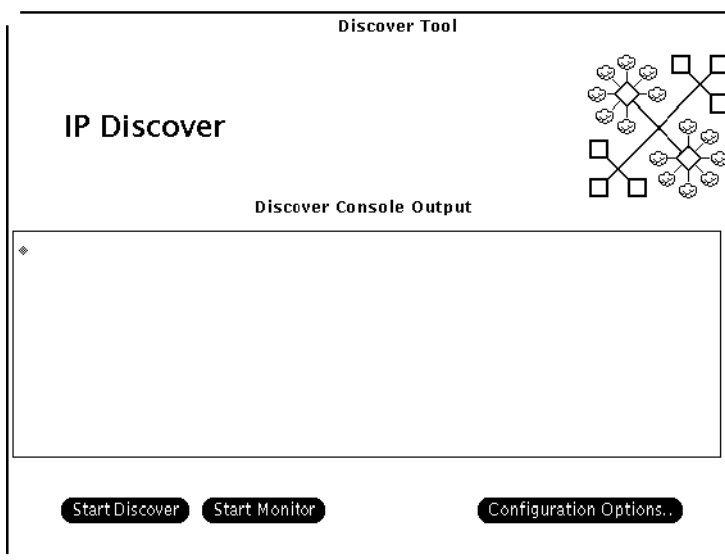 Discover Tool
IP Discover
Discover Console Output
Start Discover
Start Monitor
Configuration Options..